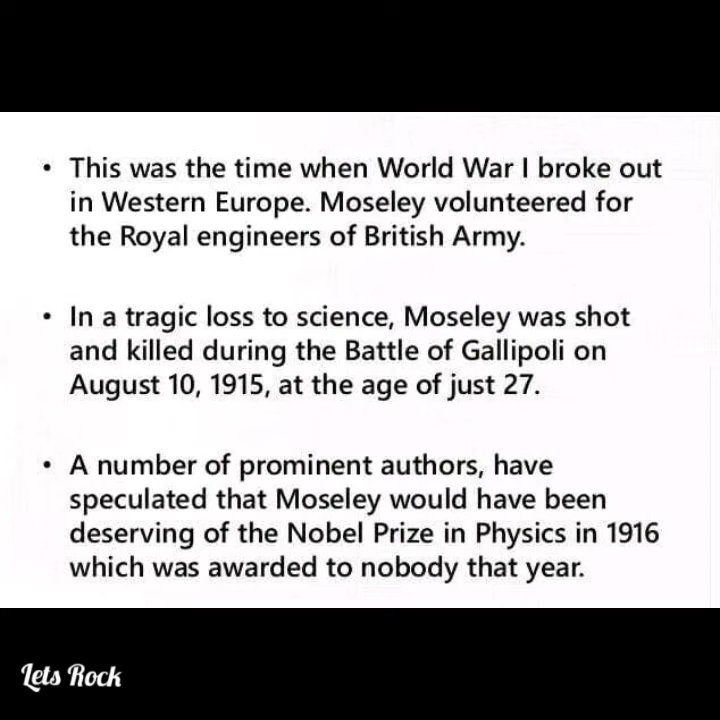 • This was the time when World War I broke out
in Western Europe. Moseley volunteered for
the Royal engineers of British Army.
• In a tragic loss to science, Moseley was shot
and killed during the Battle of Gallipoli on
August 10, 1915, at the age of just 27.
• A number of prominent authors, have
speculated that Moseley would have been
deserving of the Nobel Prize in Physics in 1916
which was awarded to nobody that year.
Lets Rock